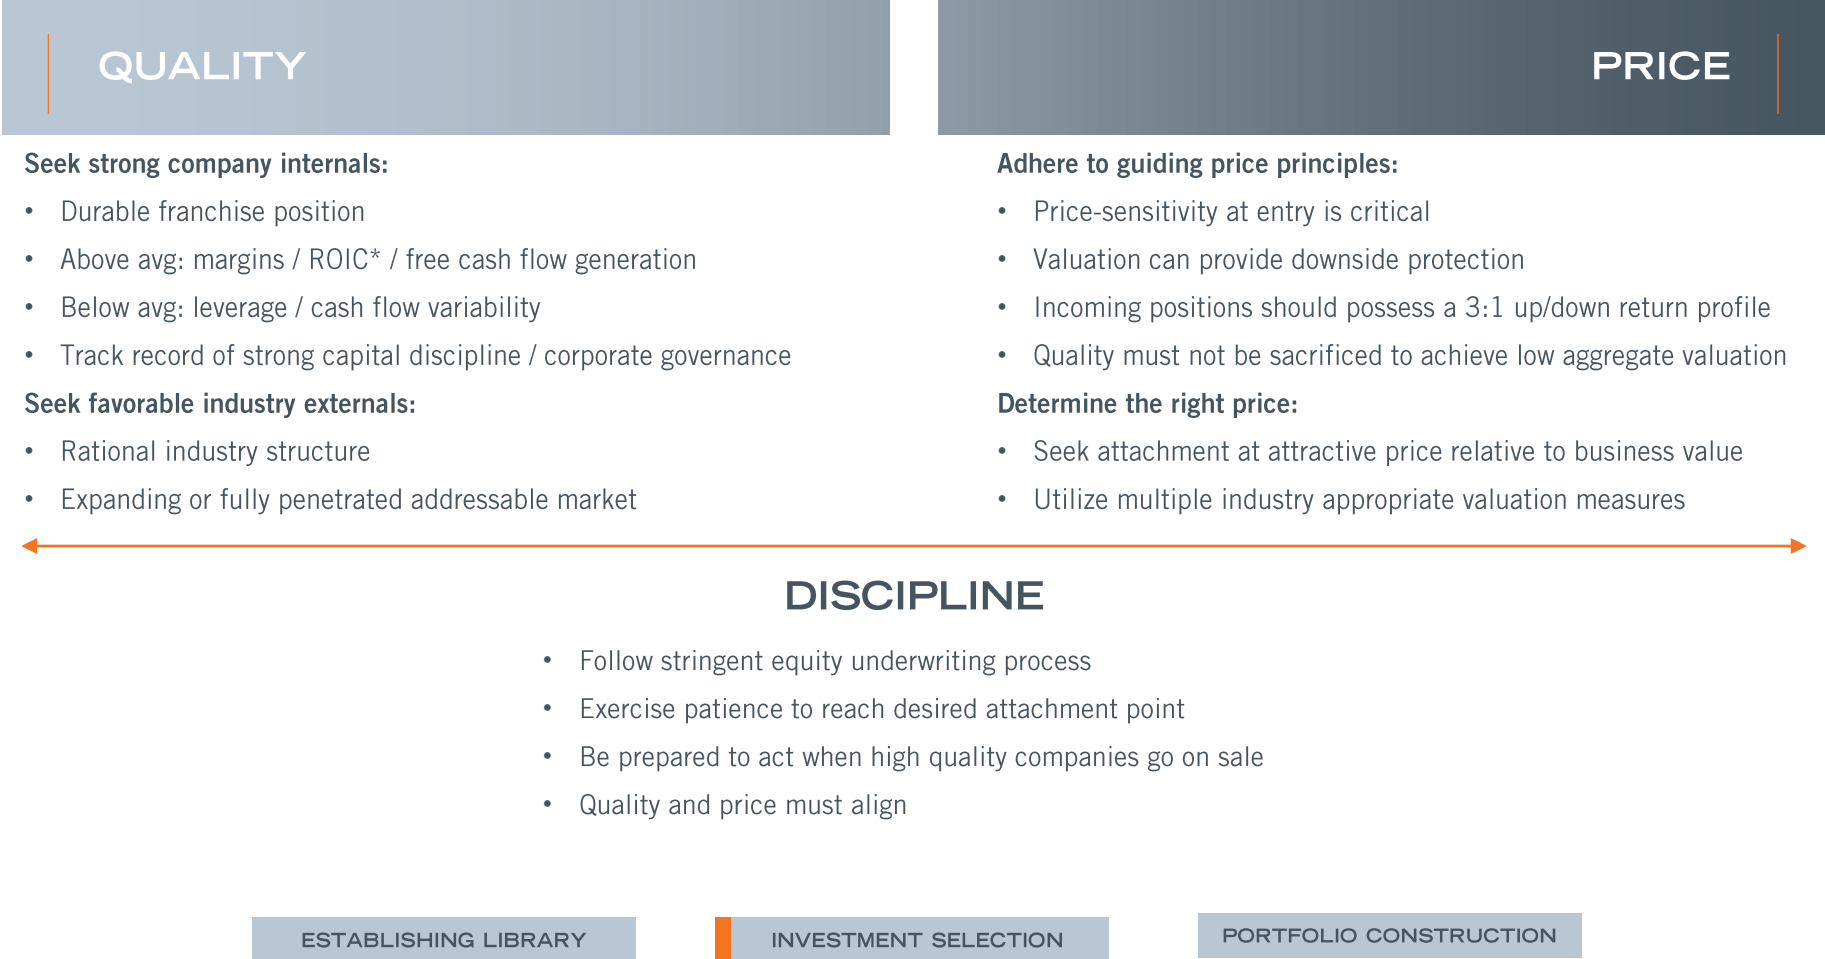 QUALITY
Seek strong company internals:
• Durable franchise position
• Above avg: margins / ROIC* / free cash flow generation
• Below avg: leverage / cash flow variability
• Track record of strong capital discipline / corporate governance
Seek favorable industry externals:
• Rational industry structure
• Expanding or fully penetrated addressable market
PRICE
Adhere to guiding price principles:
• Price-sensitivity at entry is critical
• Valuation can provide downside protection
• Incoming positions should possess a 3:1 up/down return profile
• Quality must not be sacrificed to achieve low aggregate valuation
Determine the right price:
• Seek attachment at attractive price relative to business value
• Utilize multiple industry appropriate valuation measures
DISCIPLINE
• Follow stringent equity underwriting process
• Exercise patience to reach desired attachment point
• Be prepared to act when high quality companies go on sale
• Quality and price must align
ESTABLISHING LIBRARY
INVESTMENT SELECTION
PORTFOLIO CONSTRUCTION